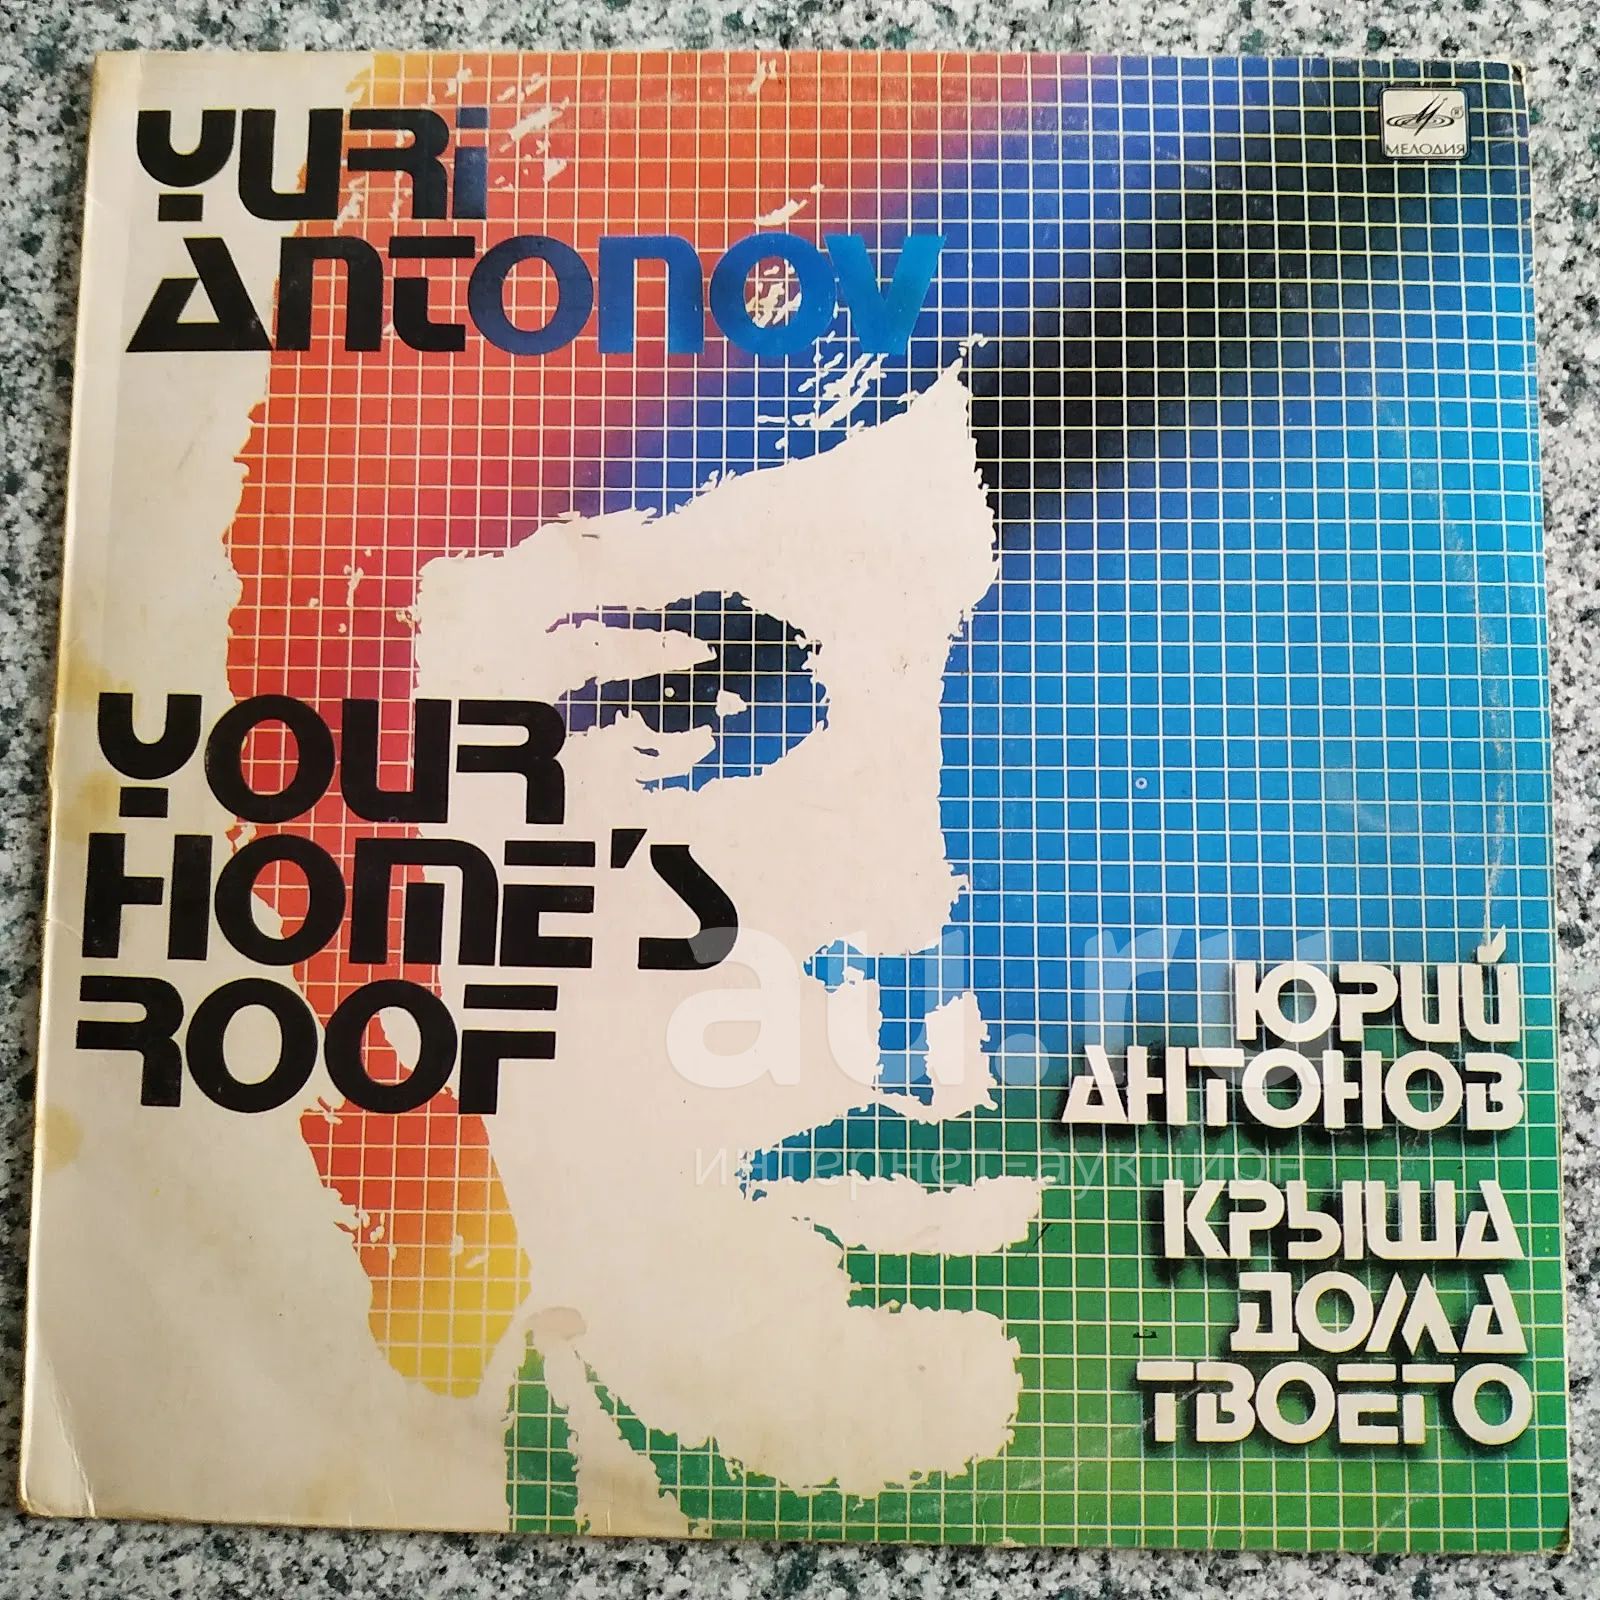 YURI
ANTONOV
МЕЛОДИЯ
YOUR
HOME'S
ROOF
ЮРИЙ
АНТОНОВ
КРЫША
ДОМА
ТВОЕГО
au.ru
интернет-аукцион